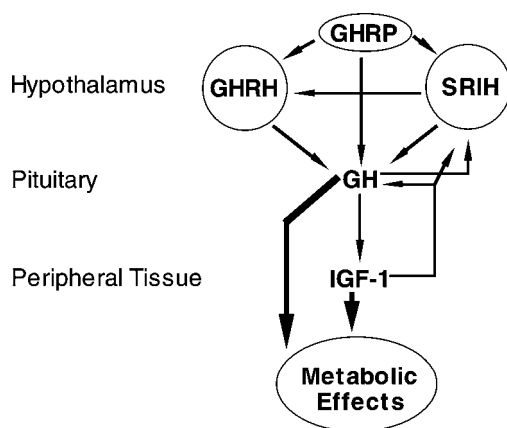 GHRP
Hypothalamus
GHRH
SRIH
Pituitary
GH
Peripheral Tissue
IGF-1
Metabolic
Effects